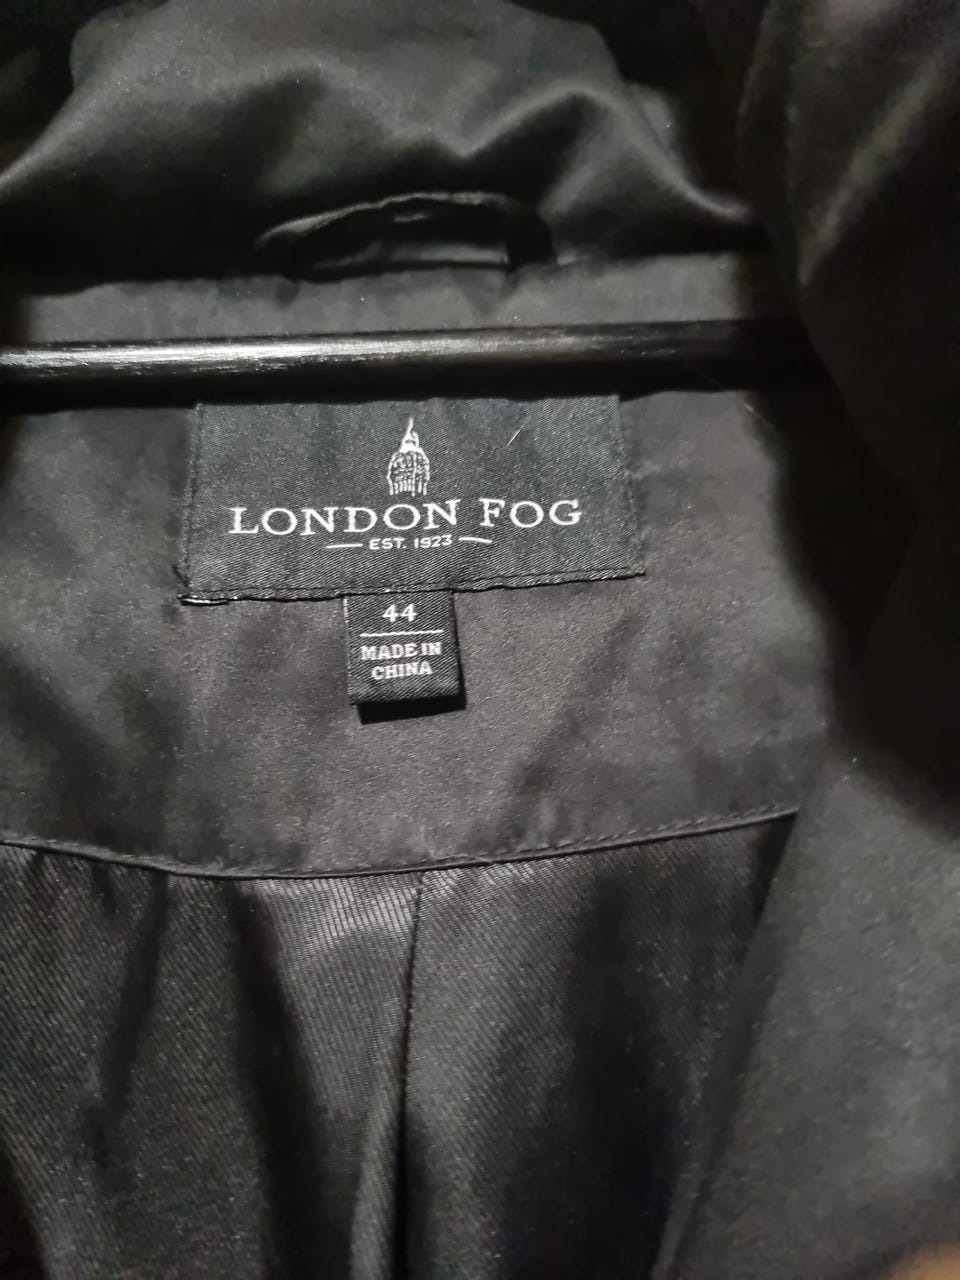 LONDON FOG
EST. 1923
44
MADE IN
CHINA